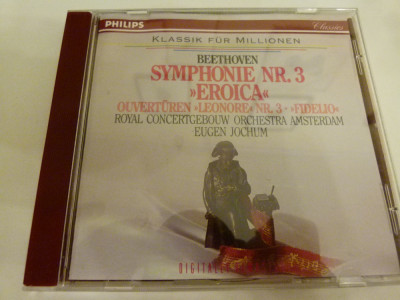 PHILIPS
Classics
KLASSIK FÜR MILLIONEN
BEETHOVEN
SYMPHONIE NR. 3
»EROICA«
OUVERTÜREN »LEONORE« NR. 3 · »FIDELIO«
ROYAL CONCERTGEBOUW ORCHESTRA AMSTERDAM
EUGEN JOCHUM